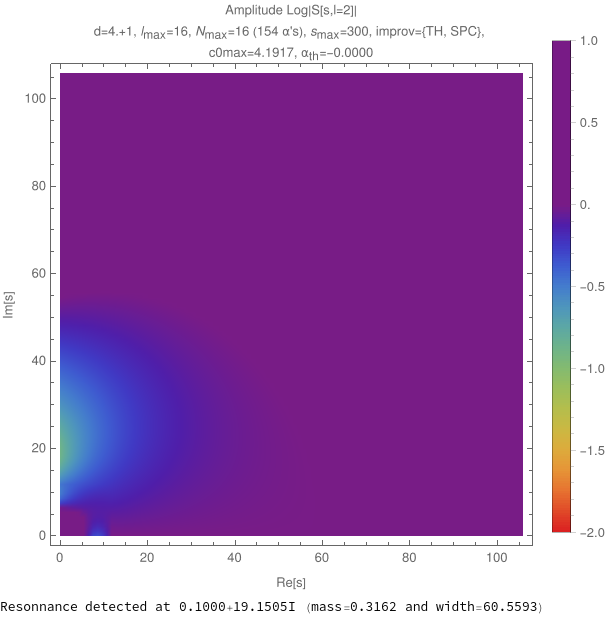 Amplitude Log|S[s,l=2]|
d=4.+1, lmax=16, Nmax=16 (154 α's), smax=300, improv={TH, SPC},
c0max=4.1917, αth=-0.0000
1.0
0.5
0.
-0.5
-1.0
-1.5
-2.0
100
80
60
40
20
0
Im[s]
0 20 40 60 80 100
Re[s]
Resonnance detected at 0.1000+19.1505I (mass=0.3162 and width=60.5593)